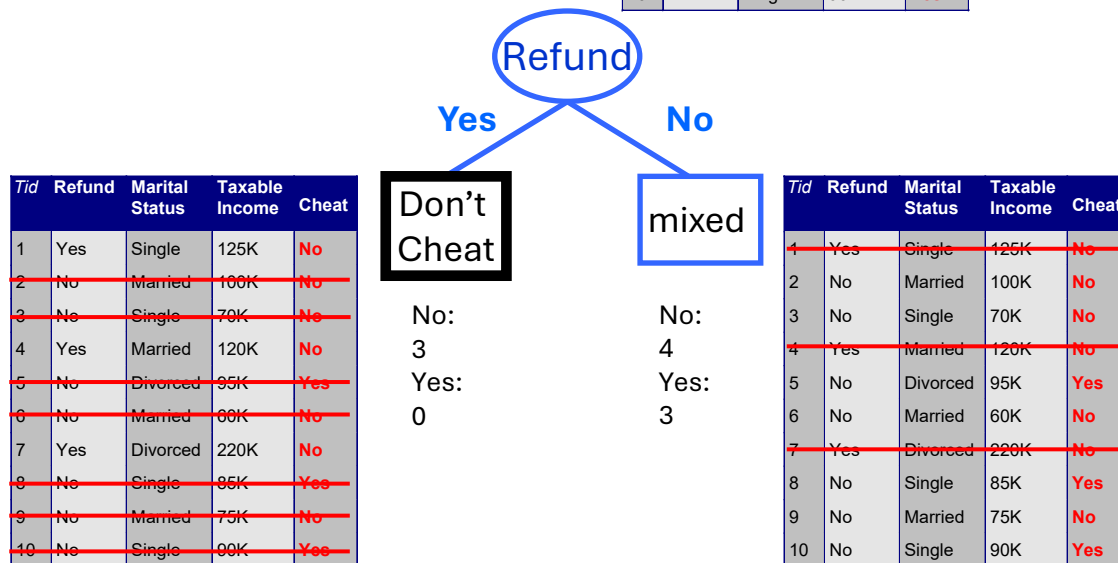 Refund
Yes No
Don't
Cheat
mixed
No:
3
Yes:
0
No:
4
Yes:
3
Tid Refund Marital Status Taxable Income Cheat
1 Yes Single 125K No
2 No Married 100K No
3 No Single 70K No
4 Yes Married 120K No
5 No Divorced 95K Yes
6 No Married 60K No
7 Yes Divorced 220K No
8 No Single 85K Yes
9 No Married 75K No
10 No Single 90K Yes
Tid Refund Marital Status Taxable Income Cheat
1 Yes Single 125K No
2 No Married 100K No
3 No Single 70K No
4 Yes Married 120K No
5 No Divorced 95K Yes
6 No Married 60K No
7 Yes Divorced 220K No
8 No Single 85K Yes
9 No Married 75K No
10 No Single 90K Yes